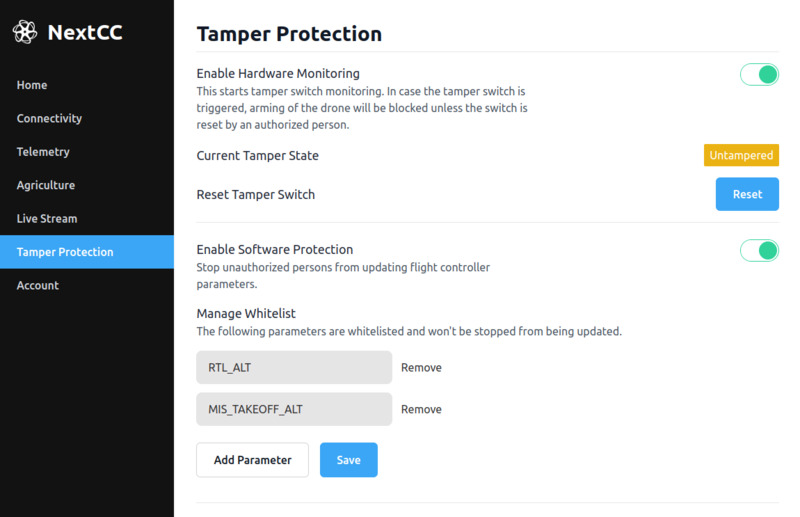 NextCC
Home
Connectivity
Telemetry
Agriculture
Live Stream
Tamper Protection
Account
Tamper Protection
Enable Hardware Monitoring
This starts tamper switch monitoring. In case the tamper switch is
triggered, arming of the drone will be blocked unless the switch is
reset by an authorized person.
Current Tamper State
Untampered
Reset Tamper Switch
Reset
Enable Software Protection
Stop unauthorized persons from updating flight controller
parameters.
Manage Whitelist
The following parameters are whitelisted and won't be stopped from being updated.
RTL_ALT
Remove
MIS_TAKEOFF_ALT
Remove
Add Parameter
Save